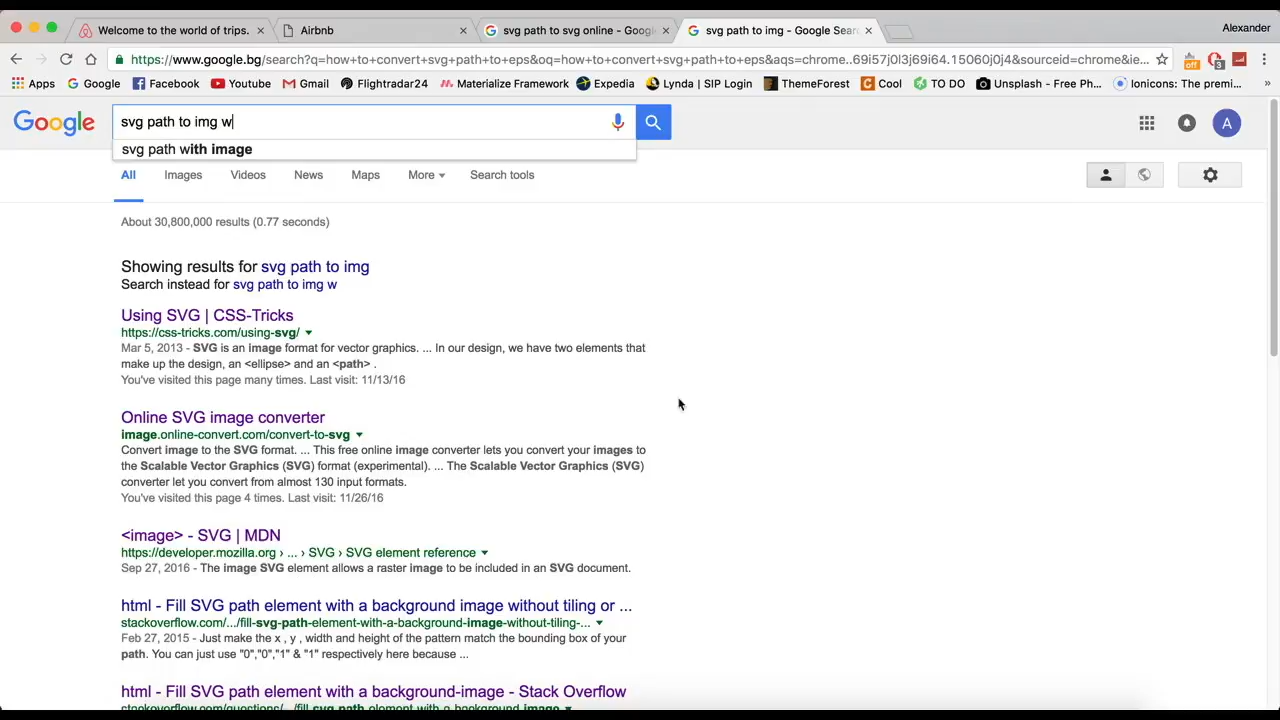 Alexander
Welcome to the world of trips. Airbnb svg path to svg online - Googl svg path to img - Google Sear
https://www.google.bg/search?q=how+to+convert+svg+path+to+eps&oq=how+to+convert+svg+path+to+eps&aqs=chrome..69i57j0l3j69i64.15060j0j4&sourceid=chrome&ie... off 3
Apps Google Facebook Youtube Gmail Flightradar24 Materialize Framework Expedia Lynda | SIP Login ThemeForest Cool TO DO Unsplash - Free Ph... Ionicons: The premi... »
Google svg path to img w A
svg path with image
All Images Videos News Maps More Search tools
About 30,800,000 results (0.77 seconds)
Showing results for svg path to img
Search instead for svg path to img w
Using SVG | CSS-Tricks
https://css-tricks.com/using-svg/
Mar 5, 2013 - SVG is an image format for vector graphics. ... In our design, we have two elements that
make up the design, an <ellipse> and an <path> .
You've visited this page many times. Last visit: 11/13/16
Online SVG image converter
image.online-convert.com/convert-to-svg
Convert image to the SVG format. ... This free online image converter lets you convert your images to
the Scalable Vector Graphics (SVG) format (experimental). ... The Scalable Vector Graphics (SVG)
converter let you convert from almost 130 input formats.
You've visited this page 4 times. Last visit: 11/26/16
<image> - SVG | MDN
https://developer.mozilla.org › ... › SVG › SVG element reference
Sep 27, 2016 - The image SVG element allows a raster image to be included in an SVG document.
html - Fill SVG path element with a background image without tiling or ...
stackoverflow.com/.../fill-svg-path-element-with-a-background-image-without-tiling-...
Feb 27, 2015 - Just make the x , y , width and height of the pattern match the bounding box of your
path. You can just use "0","0","1" & "1" respectively here because ...
html - Fill SVG path element with a background-image - Stack Overflow
stackoverflow.com/questions/.../fill-svg-path-element-with-a-background-image